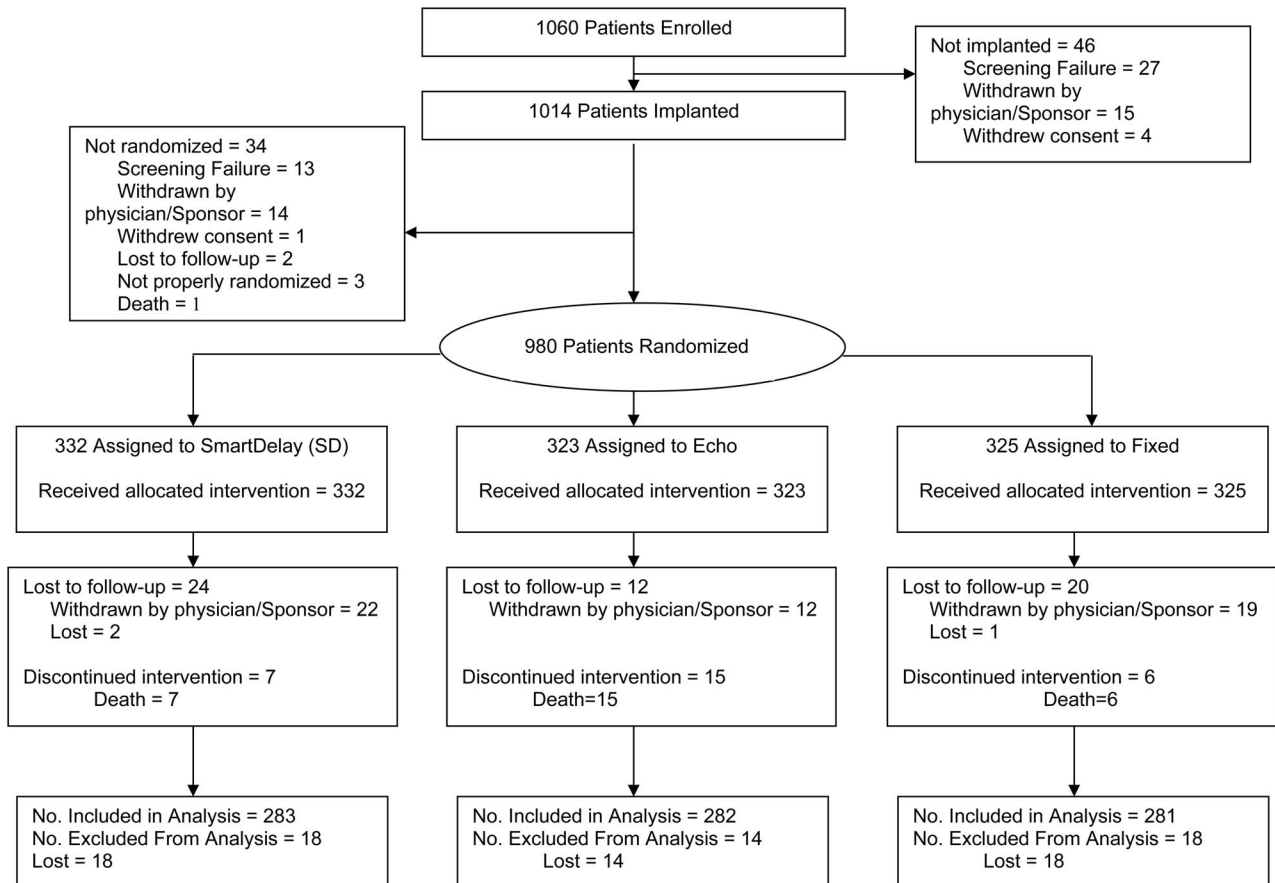 1060 Patients Enrolled
Not implanted = 46
Screening Failure = 27
Withdrawn by
physician/Sponsor = 15
Withdrew consent = 4
1014 Patients Implanted
Not randomized = 34
Screening Failure = 13
Withdrawn by
physician/Sponsor = 14
Withdrew consent = 1
Lost to follow-up = 2
Not properly randomized = 3
Death = 1
980 Patients Randomized
332 Assigned to SmartDelay (SD)
Received allocated intervention = 332
323 Assigned to Echo
Received allocated intervention = 323
325 Assigned to Fixed
Received allocated intervention = 325
Lost to follow-up = 24
Withdrawn by physician/Sponsor = 22
Lost = 2
Discontinued intervention = 7
Death = 7
Lost to follow-up = 12
Withdrawn by physician/Sponsor = 12
Discontinued intervention = 15
Death=15
Lost to follow-up = 20
Withdrawn by physician/Sponsor = 19
Lost = 1
Discontinued intervention = 6
Death=6
No. Included in Analysis = 283
No. Excluded From Analysis = 18
Lost = 18
No. Included in Analysis = 282
No. Excluded From Analysis = 14
Lost = 14
No. Included in Analysis = 281
No. Excluded From Analysis = 18
Lost = 18